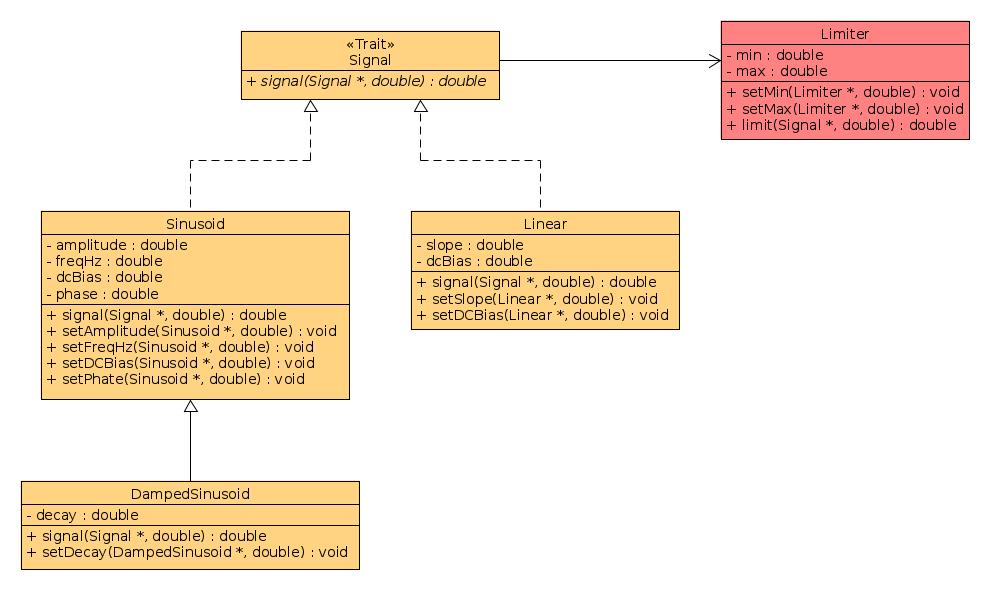 «Trait»
Signal
+ signal(Signal *, double) : double
Limiter
- min : double
- max : double
+ setMin(Limiter *, double) : void
+ setMax(Limiter *, double) : void
+ limit(Signal *, double) : double
Sinusoid
- amplitude : double
- freqHz : double
- dcBias : double
- phase : double
+ signal(Signal *, double) : double
+ setAmplitude(Sinusoid *, double) : void
+ setFreqHz(Sinusoid *, double) : void
+ setDCBias(Sinusoid *, double) : void
+ setPhate(Sinusoid *, double) : void
Linear
- slope : double
- dcBias : double
+ signal(Signal *, double) : double
+ setSlope(Linear *, double) : void
+ setDCBias(Linear *, double) : void
DampedSinusoid
- decay : double
+ signal(Signal *, double) : double
+ setDecay(DampedSinusoid *, double) : void